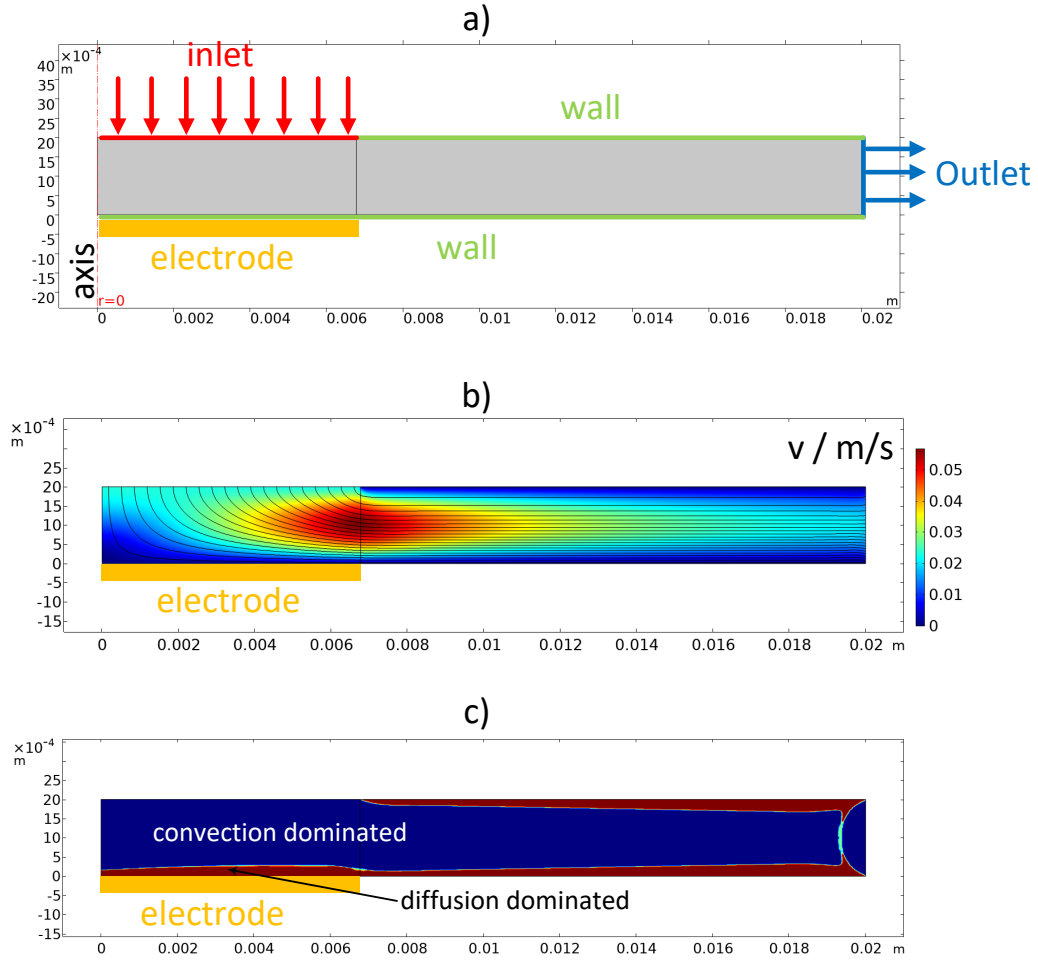 a)
×10⁻⁴
m
inlet
40
35
30
25
20
15
10
5
0
-5
-10
-15
-20
wall
Outlet
electrode
wall
axis
r=0
m
0 0.002 0.004 0.006 0.008 0.01 0.012 0.014 0.016 0.018 0.02
b)
×10⁻⁴
m
v / m/s
25
20
15
10
5
0
-5
-10
-15
0.05
0.04
0.03
0.02
0.01
0
electrode
0 0.002 0.004 0.006 0.008 0.01 0.012 0.014 0.016 0.018 0.02 m
c)
×10⁻⁴
m
25
20
15
10
5
0
-5
-10
-15
convection dominated
diffusion dominated
electrode
0 0.002 0.004 0.006 0.008 0.01 0.012 0.014 0.016 0.018 m 0.02